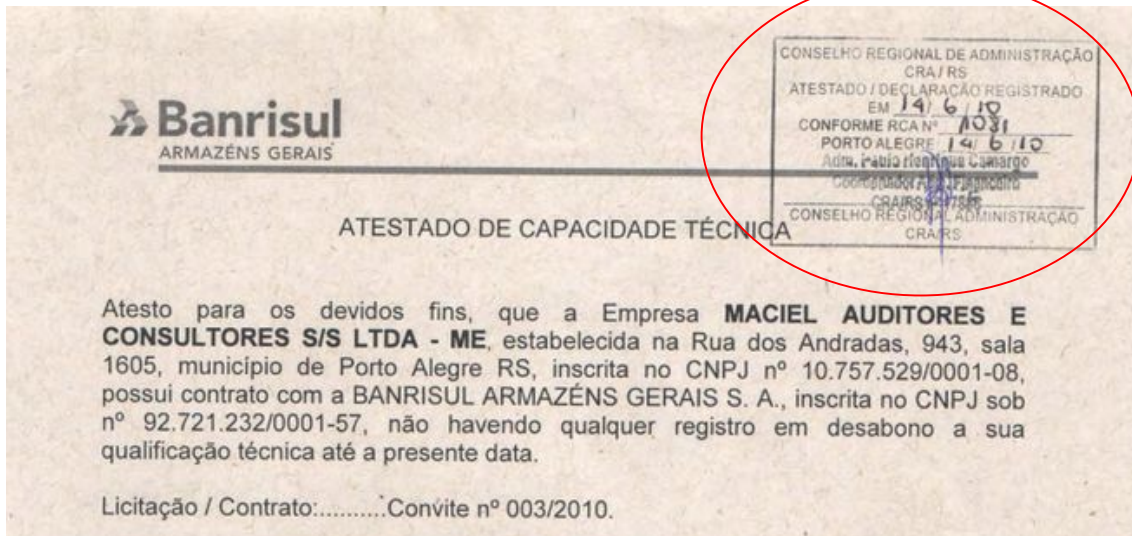 Banrisul
ARMAZÉNS GERAIS
CONSELHO REGIONAL DE ADMINISTRAÇÃO
CRA/RS
ATESTADO / DECLARAÇÃO REGISTRADO
EM 14/ 6 / 10
CONFORME RCA Nº 1081
PORTO ALEGRE 14/ 6 /10
Adm. Camargo
CONSELHO REGIONAL ADMINISTRAÇÃO
CRA/RS
ATESTADO DE CAPACIDADE TÉCNICA
Atesto para os devidos fins, que a Empresa MACIEL AUDITORES E
CONSULTORES S/S LTDA - ME, estabelecida na Rua dos Andradas, 943, sala
1605, município de Porto Alegre RS, inscrita no CNPJ nº 10.757.529/0001-08,
possui contrato com a BANRISUL ARMAZÉNS GERAIS S. A., inscrita no CNPJ sob
nº 92.721.232/0001-57, não havendo qualquer registro em desabono a sua
qualificação técnica até a presente data.
Licitação / Contrato:..........Convite nº 003/2010.